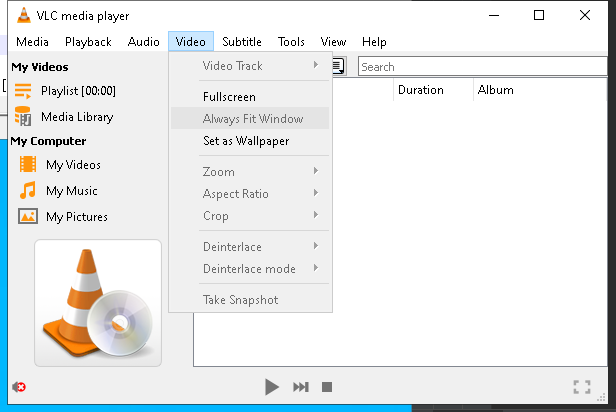 VLC media player
Media Playback Audio Video Subtitle Tools View Help
My Videos
Playlist [00:00]
Media Library
My Computer
My Videos
My Music
My Pictures
Video Track
Fullscreen
Always Fit Window
Set as Wallpaper
Zoom
Aspect Ratio
Crop
Deinterlace
Deinterlace mode
Take Snapshot
Search
Duration Album